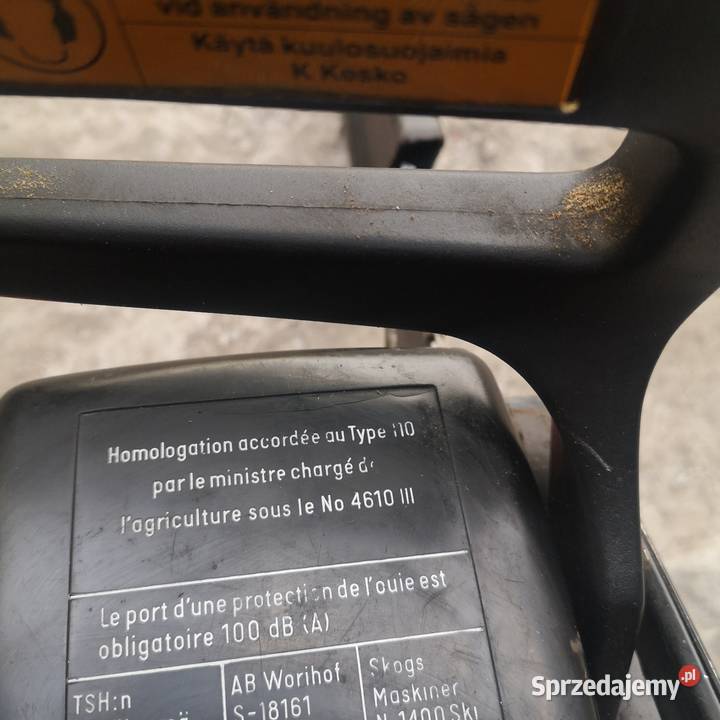 vid användning av sågen
Käytä kuulosuojaimia
K Kesko
Homologation accordée au Type 110
par le ministre chargé de
l'agriculture sous le No 4610 III
Le port d'une protection de l'ouie est
obligatoire 100 dB (A)
TSH:n
AB Worihof
S-18161
Skogs
Maskiner
N-1400 Ski
Sprzedajemy.pl